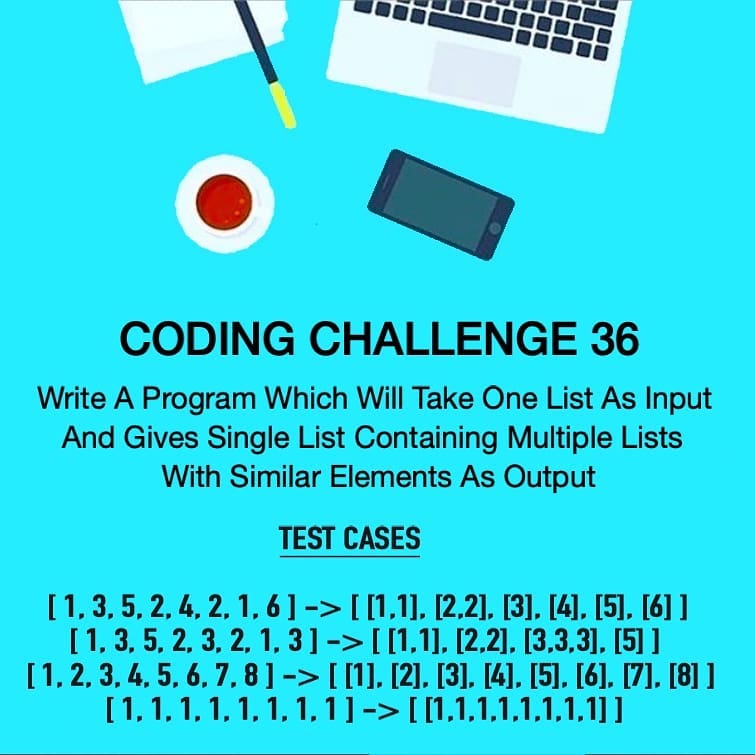 CODING CHALLENGE 36
Write A Program Which Will Take One List As Input
And Gives Single List Containing Multiple Lists
With Similar Elements As Output
TEST CASES
[ 1, 3, 5, 2, 4, 2, 1, 6 ] -> [ [1,1], [2,2], [3], [4], [5], [6] ]
[ 1, 3, 5, 2, 3, 2, 1, 3 ] -> [ [1,1], [2,2], [3,3,3], [5] ]
[ 1, 2, 3, 4, 5, 6, 7, 8 ] -> [ [1], [2], [3], [4], [5], [6], [7], [8] ]
[ 1, 1, 1, 1, 1, 1, 1, 1 ] -> [ [1,1,1,1,1,1,1,1] ]